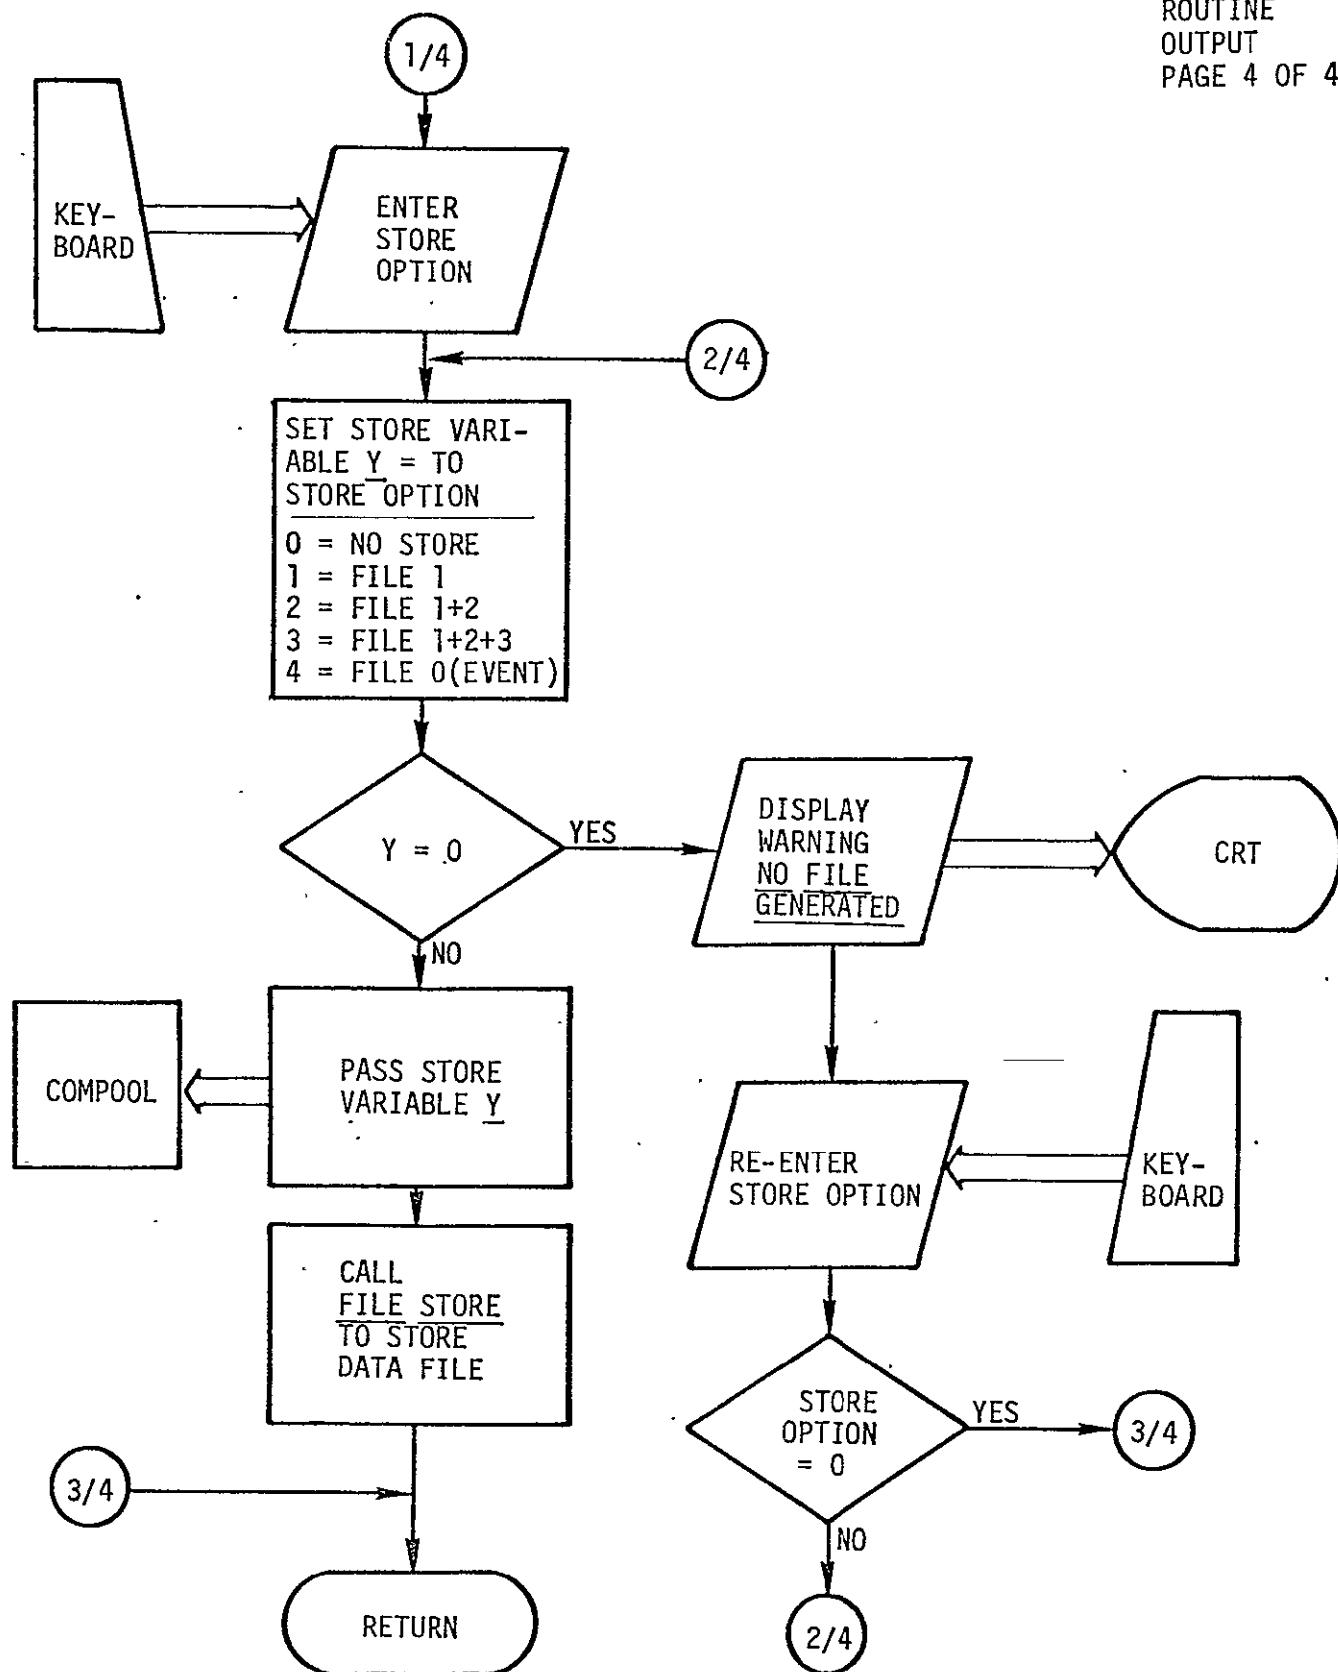 ROUTINE
OUTPUT
PAGE 4 OF 4
1/4
KEY-
BOARD
ENTER
STORE
OPTION
2/4
SET STORE VARI-
ABLE Y = TO
STORE OPTION
0 = NO STORE
1 = FILE 1
2 = FILE 1+2
3 = FILE 1+2+3
4 = FILE 0(EVENT)
Y = 0
YES
NO
DISPLAY
WARNING
NO FILE
GENERATED
CRT
COMPOOL
PASS STORE
VARIABLE Y
RE-ENTER
STORE OPTION
KEY-
BOARD
CALL
FILE STORE
TO STORE
DATA FILE
STORE
OPTION
= 0
YES
3/4
NO
3/4
RETURN
2/4